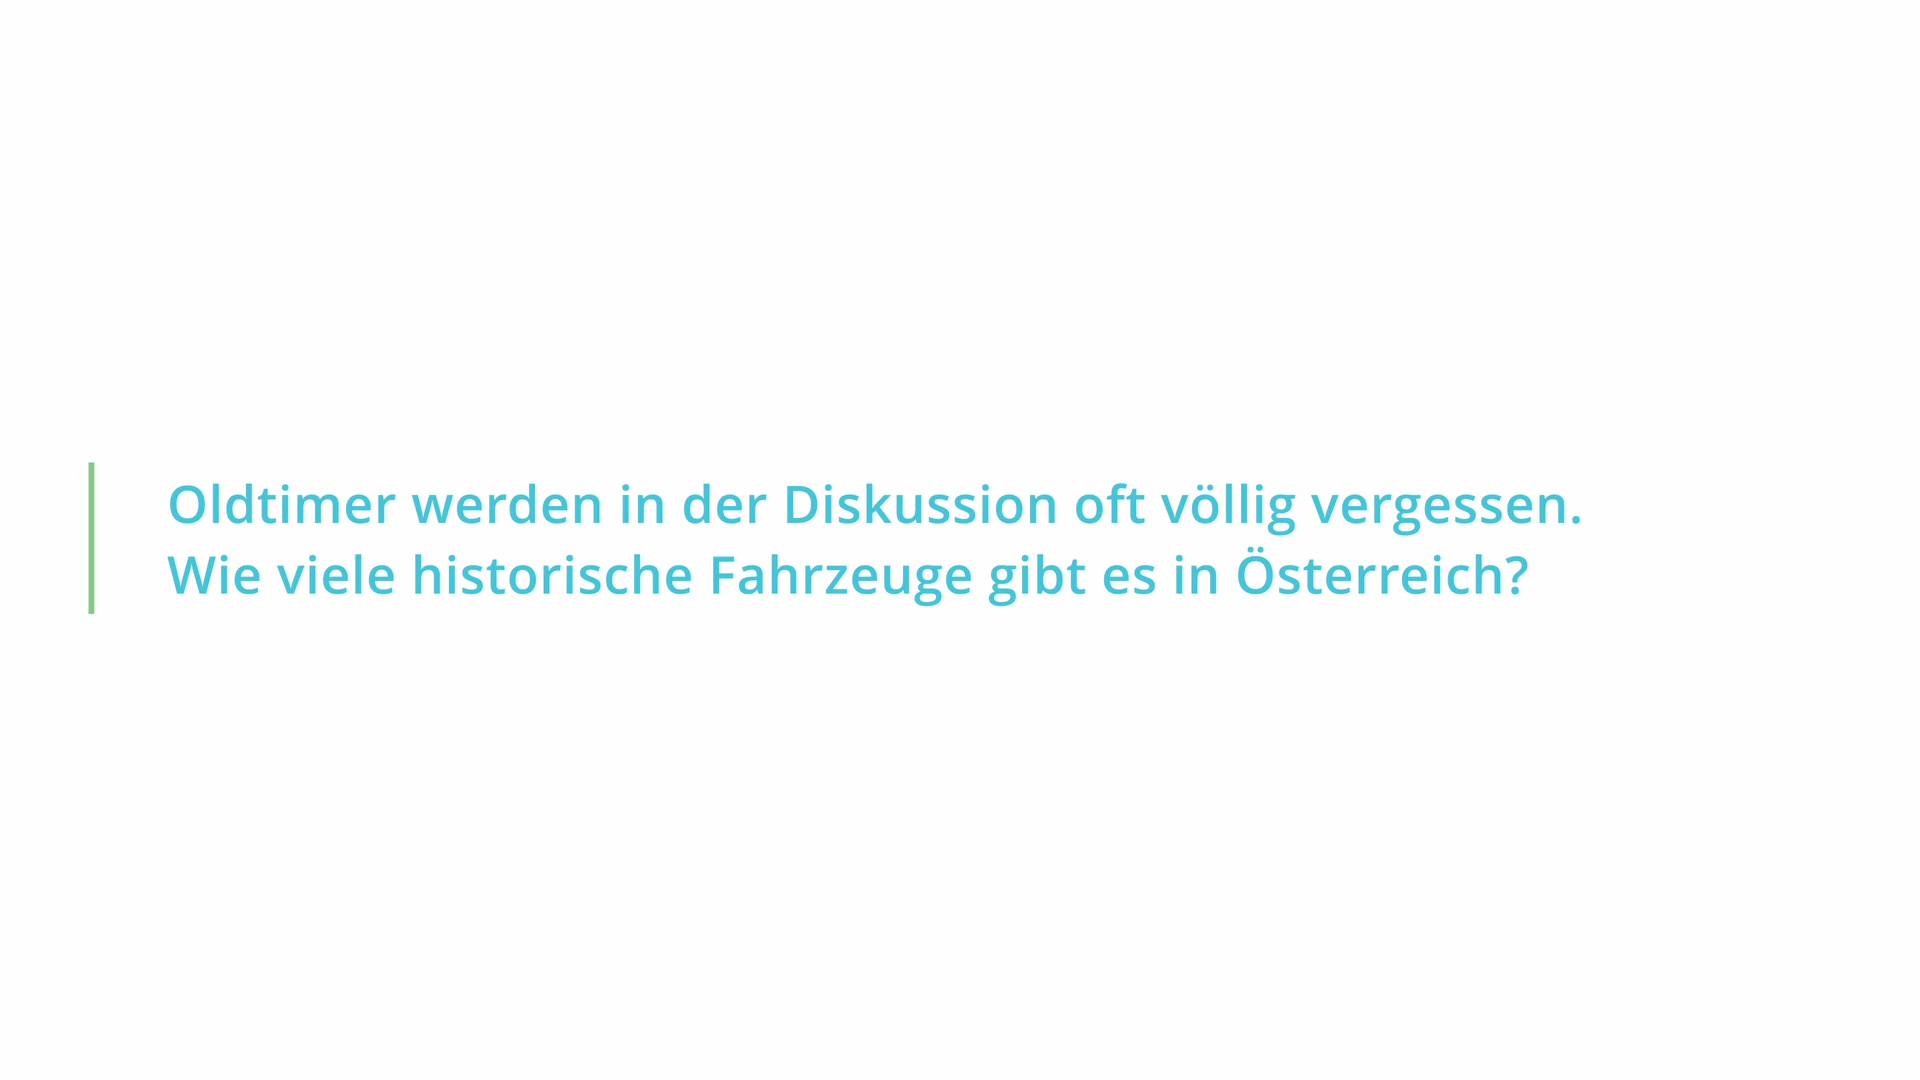 Oldtimer werden in der Diskussion oft völlig vergessen.
Wie viele historische Fahrzeuge gibt es in Österreich?